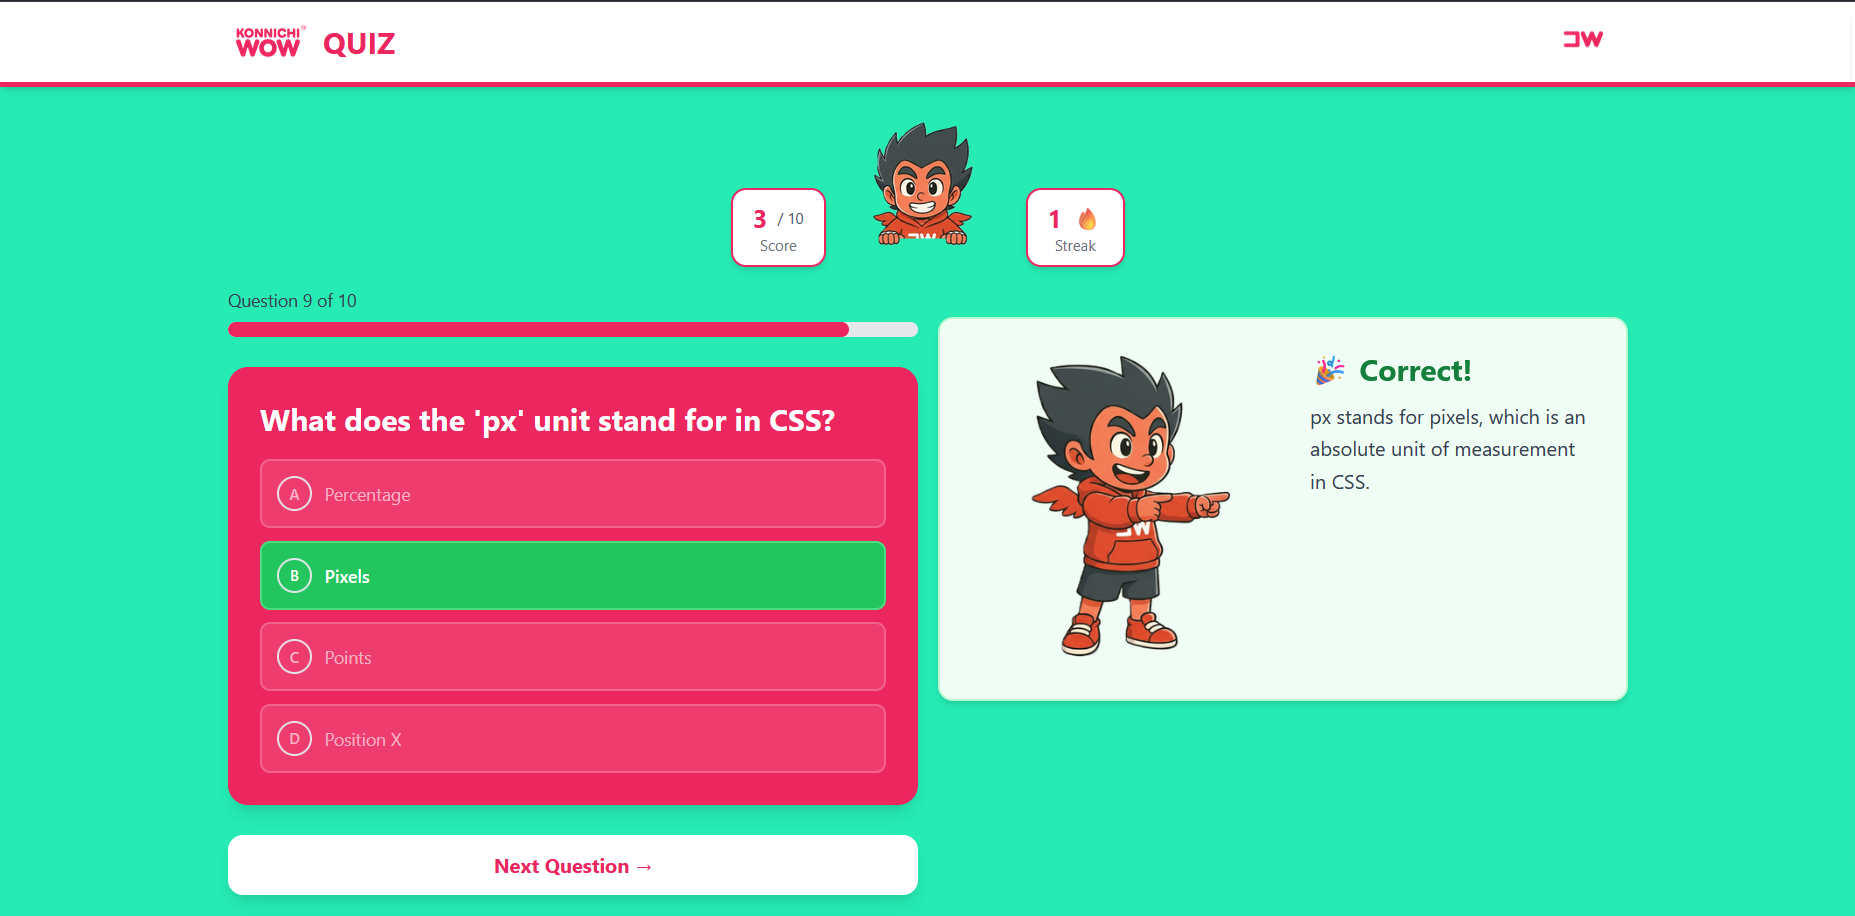 KONNICHI
WOW
QUIZ
ƆW
3 / 10
Score
1 🔥
Streak
Question 9 of 10
What does the 'px' unit stand for in CSS?
A Percentage
B Pixels
C Points
D Position X
Next Question →
🎉 Correct!
px stands for pixels, which is an
absolute unit of measurement
in CSS.